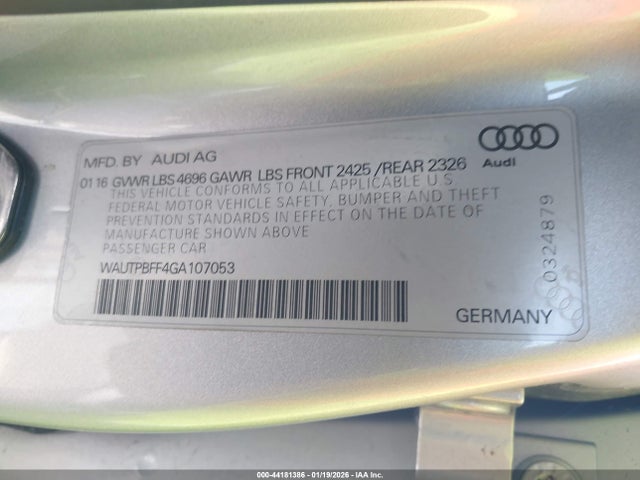 MFD. BY AUDI AG
Audi
01 16 GVWR LBS 4696 GAWR LBS FRONT 2425 /REAR 2326
THIS VEHICLE CONFORMS TO ALL APPLICABLE U.S
FEDERAL MOTOR VEHICLE SAFETY, BUMPER AND THEFT
PREVENTION STANDARDS IN EFFECT ON THE DATE OF
MANUFACTURE SHOWN ABOVE
PASSENGER CAR
WAUTPBFF4GA107053
0324879
GERMANY
000-44181386 - 01/19/2026 - IAA Inc.